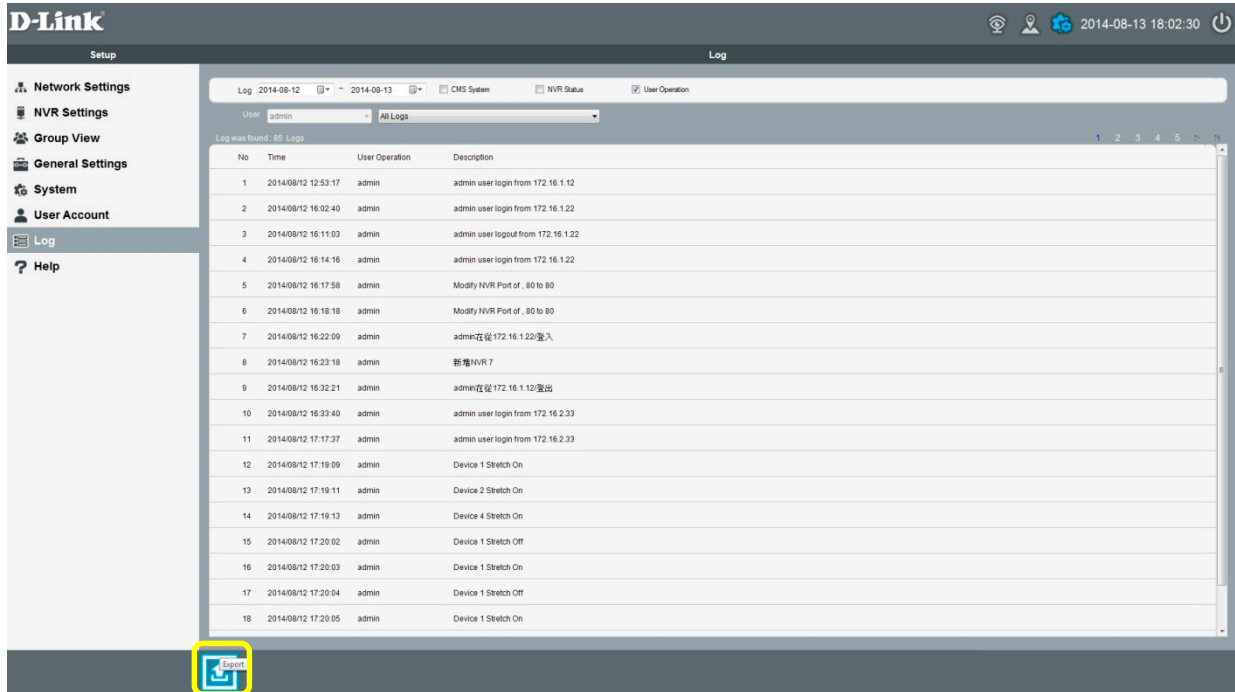 D-Link
2014-08-13 18:02:30
Setup
Log
Network Settings
NVR Settings
Group View
General Settings
System
User Account
Log
Help
Log 2014-08-12 ~ 2014-08-13 CMS System NVR Status User Operation
User admin All Logs
Log was found : 85 Logs 1 2 3 4 5
No Time User Operation Description
1 2014/08/12 12:53:17 admin admin user login from 172.16.1.12
2 2014/08/12 16:02:40 admin admin user login from 172.16.1.22
3 2014/08/12 16:11:03 admin admin user logout from 172.16.1.22
4 2014/08/12 16:14:16 admin admin user login from 172.16.1.22
5 2014/08/12 16:17:58 admin Modify NVR Port of , 80 to 80
6 2014/08/12 16:18:18 admin Modify NVR Port of , 80 to 80
7 2014/08/12 16:22:09 admin admin在從172.16.1.22/登入
8 2014/08/12 16:23:18 admin 新增NVR 7
9 2014/08/12 16:32:21 admin admin在從172.16.1.12/登出
10 2014/08/12 16:33:40 admin admin user login from 172.16.2.33
11 2014/08/12 17:17:37 admin admin user login from 172.16.2.33
12 2014/08/12 17:19:09 admin Device 1 Stretch On
13 2014/08/12 17:19:11 admin Device 2 Stretch On
14 2014/08/12 17:19:13 admin Device 4 Stretch On
15 2014/08/12 17:20:02 admin Device 1 Stretch Off
16 2014/08/12 17:20:03 admin Device 1 Stretch On
17 2014/08/12 17:20:04 admin Device 1 Stretch Off
18 2014/08/12 17:20:05 admin Device 1 Stretch On
Export